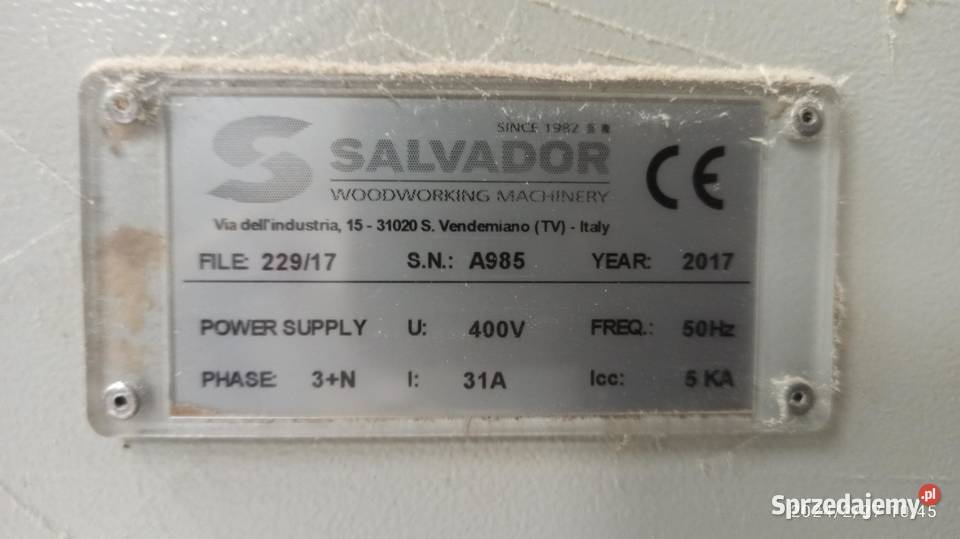 SINCE 1982
SALVADOR
WOODWORKING MACHINERY
CE
Via dell'industria, 15 - 31020 S. Vendemiano (TV) - Italy
FILE: 229/17 S.N.: A985 YEAR: 2017
POWER SUPPLY U: 400V FREQ.: 50Hz
PHASE: 3+N I: 31A Icc: 5 KA
Sprzedajemy.pl